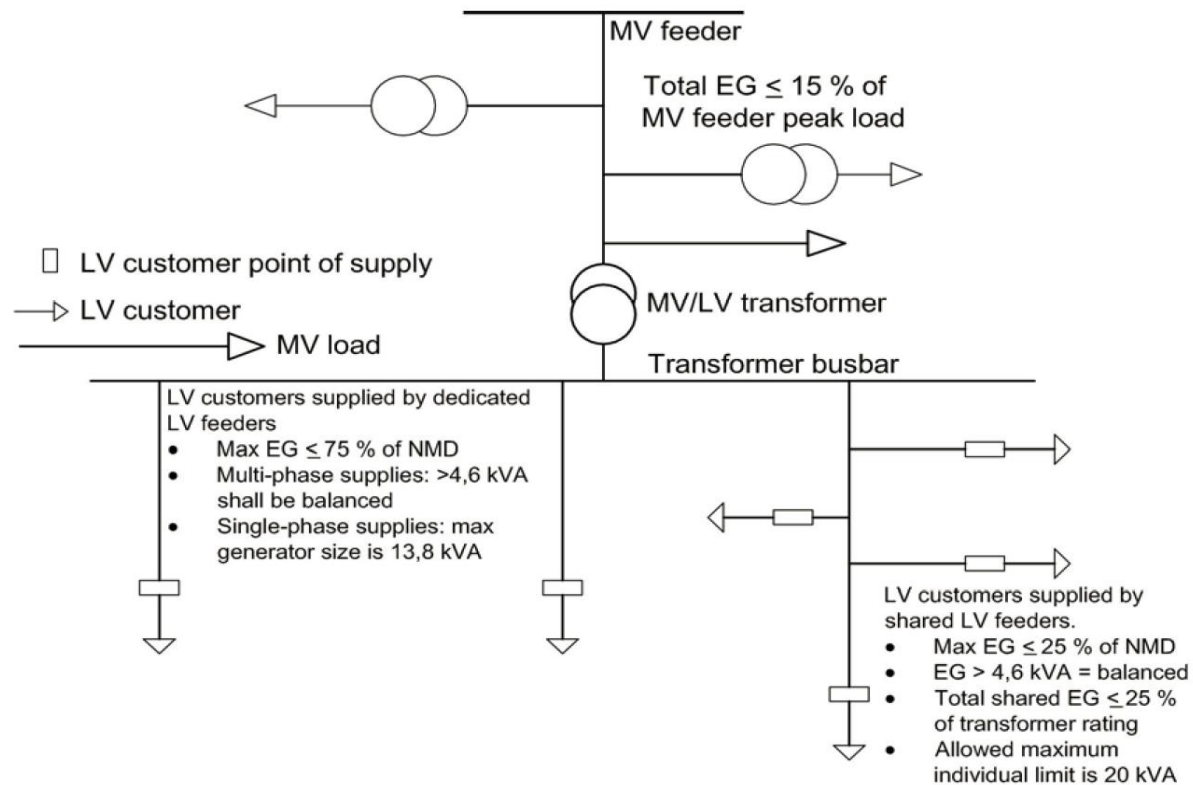 MV feeder
Total EG ≤ 15 % of
MV feeder peak load
LV customer point of supply
LV customer
MV load
MV/LV transformer
Transformer busbar
LV customers supplied by dedicated
LV feeders
• Max EG ≤ 75 % of NMD
• Multi-phase supplies: >4,6 kVA
shall be balanced
• Single-phase supplies: max
generator size is 13,8 kVA
LV customers supplied by
shared LV feeders.
• Max EG ≤ 25 % of NMD
• EG > 4,6 kVA = balanced
• Total shared EG ≤ 25 %
of transformer rating
• Allowed maximum
individual limit is 20 kVA